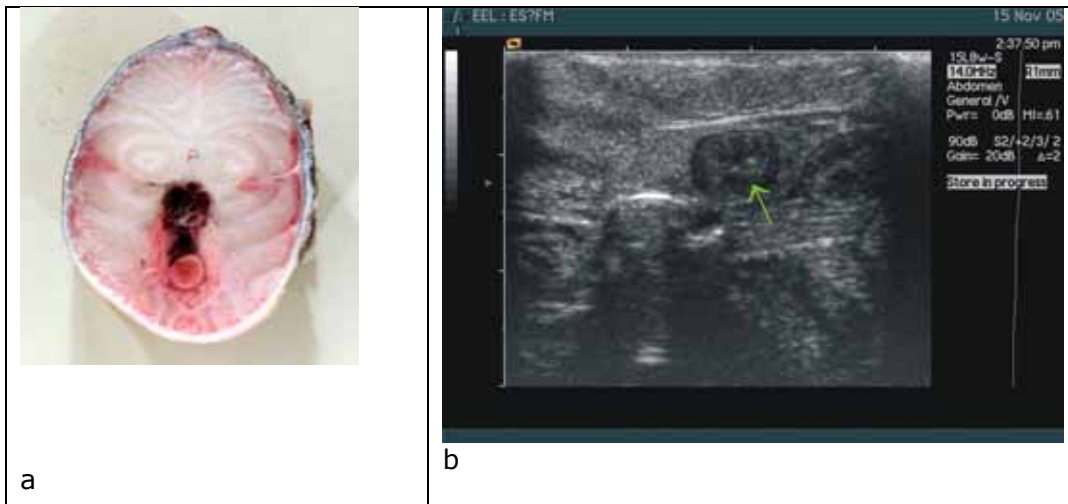 EEL : ES?FM
15 Nov 05
2:37:50 pm
15L8w-S
14.0MHz 21mm
Abdomen
General /V
Pwr= 0dB MI=.61
90dB S2/+2/3/ 2
Gain= 20dB ∆=2
Store in progress
a
b